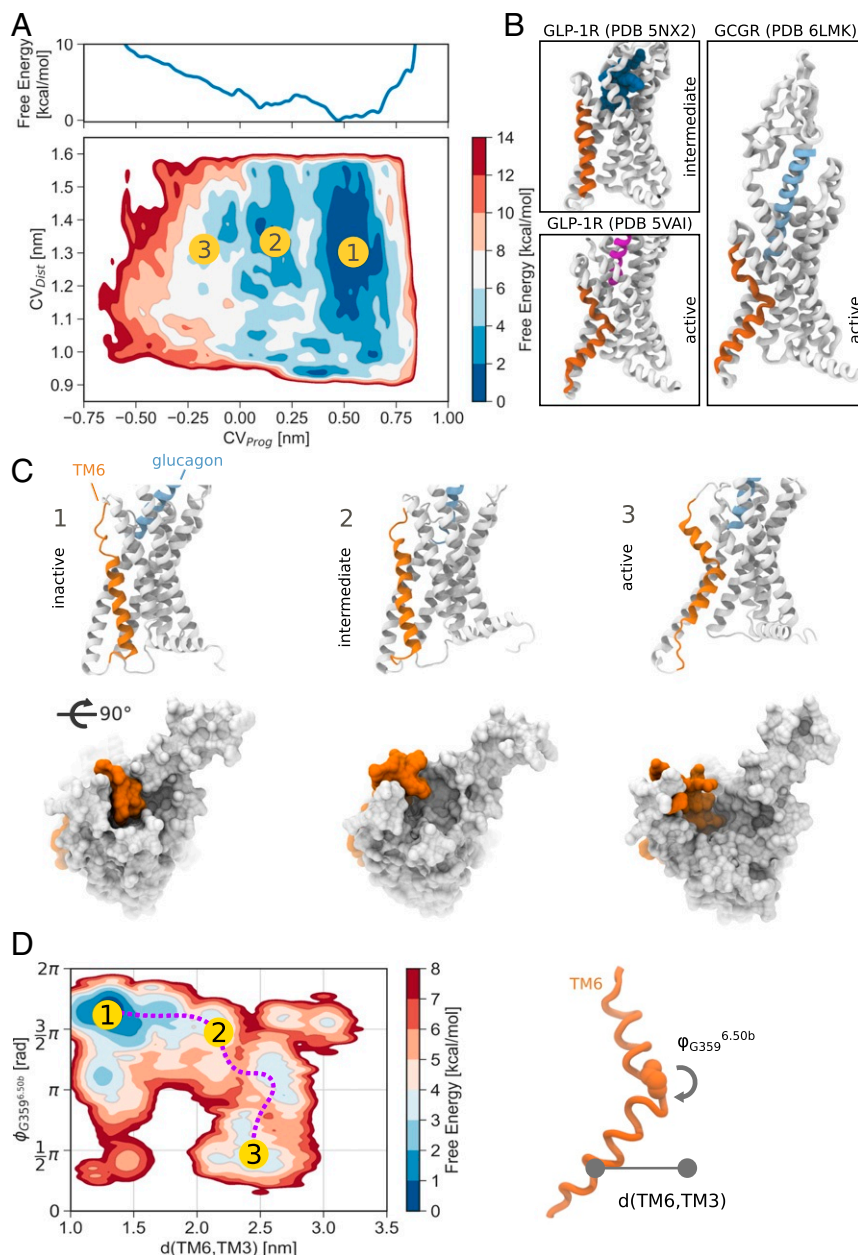 A
Free Energy
[kcal/mol]
10
0
CV_Dist [nm]
1.6
1.5
1.4
1.3
1.2
1.1
1.0
0.9
3
2
1
−0.75 −0.50 −0.25 0.00 0.25 0.50 0.75 1.00
CV_Prog [nm]
14
12
10
8
6
4
2
0
Free Energy [kcal/mol]
B
GLP-1R (PDB 5NX2)
intermediate
GLP-1R (PDB 5VAI)
active
GCGR (PDB 6LMK)
active
C
TM6
glucagon
1
inactive
2
intermediate
3
active
90°
D
ϕ_G359^6.50b [rad]
2π
3/2 π
π
1/2 π
0
1
2
3
1.0 1.5 2.0 2.5 3.0 3.5
d(TM6,TM3) [nm]
8
7
6
5
4
3
2
1
0
Free Energy [kcal/mol]
TM6
φ_G359^6.50b
d(TM6,TM3)